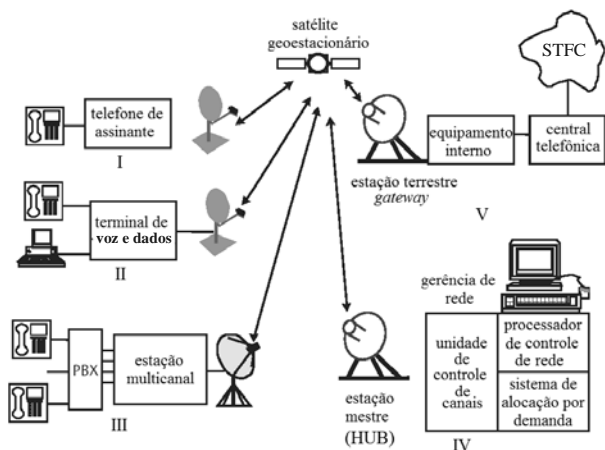 satélite
geoestacionário
STFC
telefone de
assinante
I
equipamento
interno
central
telefônica
estação terrestre
gateway
V
terminal de
voz e dados
II
gerência de
rede
unidade
de
controle
de
canais
processador
de controle
de rede
sistema de
alocação por
demanda
IV
PBX
estação
multicanal
III
estação
mestre
(HUB)